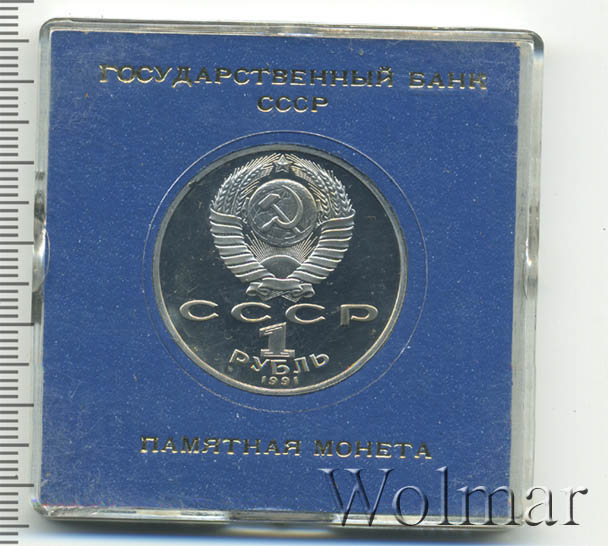 ГОСУДАРСТВЕННЫЙ БАНК
СССР
СССР
1
РУБЛЬ
1991
ПАМЯТНАЯ МОНЕТА
Wolmar